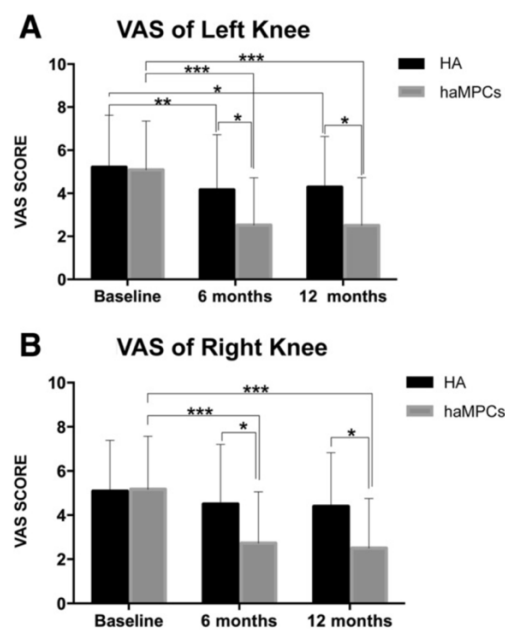 A
VAS of Left Knee
10
8
6
4
2
0
VAS SCORE
***
***
*
**
*
*
HA
haMPCs
Baseline
6 months
12 months
B
VAS of Right Knee
10
8
6
4
2
0
VAS SCORE
***
***
*
*
HA
haMPCs
Baseline
6 months
12 months